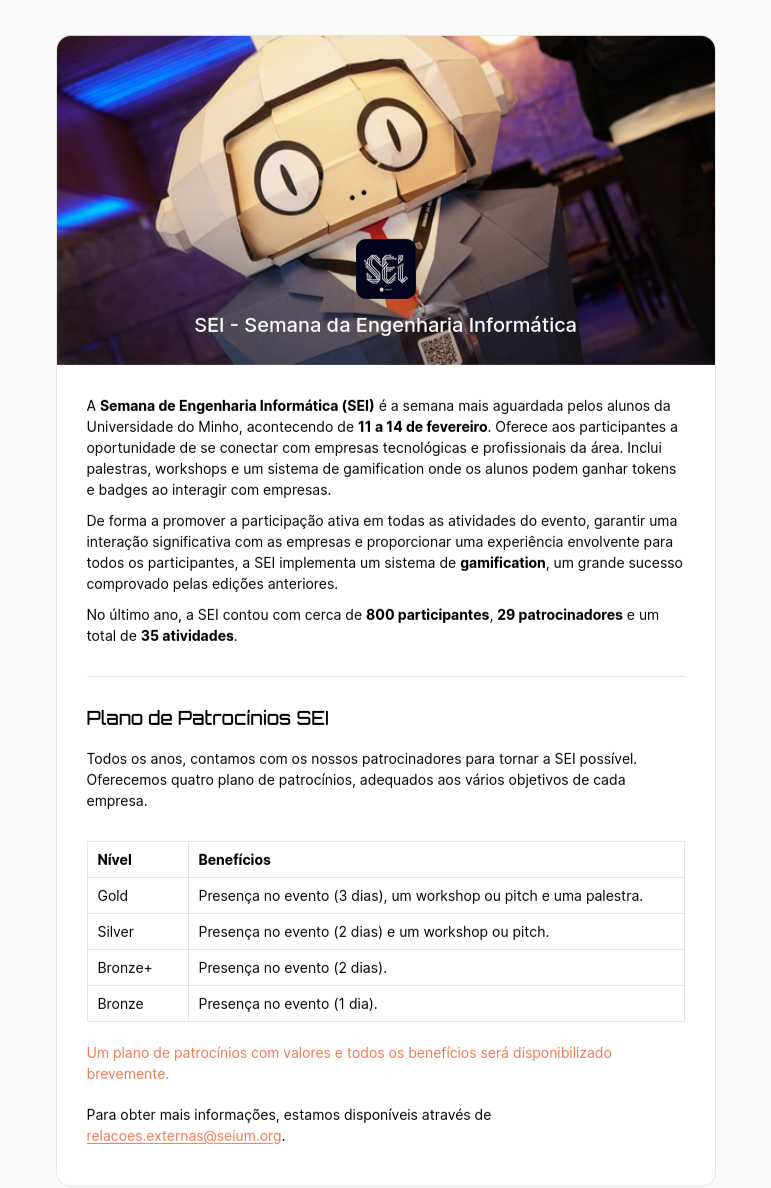 SEI
SEI - Semana da Engenharia Informática
A Semana de Engenharia Informática (SEI) é a semana mais aguardada pelos alunos da
Universidade do Minho, acontecendo de 11 a 14 de fevereiro. Oferece aos participantes a
oportunidade de se conectar com empresas tecnológicas e profissionais da área. Inclui
palestras, workshops e um sistema de gamification onde os alunos podem ganhar tokens
e badges ao interagir com empresas.
De forma a promover a participação ativa em todas as atividades do evento, garantir uma
interação significativa com as empresas e proporcionar uma experiência envolvente para
todos os participantes, a SEI implementa um sistema de gamification, um grande sucesso
comprovado pelas edições anteriores.
No último ano, a SEI contou com cerca de 800 participantes, 29 patrocinadores e um
total de 35 atividades.
Plano de Patrocínios SEI
Todos os anos, contamos com os nossos patrocinadores para tornar a SEI possível.
Oferecemos quatro plano de patrocínios, adequados aos vários objetivos de cada
empresa.
Nível Benefícios
Gold Presença no evento (3 dias), um workshop ou pitch e uma palestra.
Silver Presença no evento (2 dias) e um workshop ou pitch.
Bronze+ Presença no evento (2 dias).
Bronze Presença no evento (1 dia).
Um plano de patrocínios com valores e todos os benefícios será disponibilizado
brevemente.
Para obter mais informações, estamos disponíveis através de
relacoes.externas@seium.org.